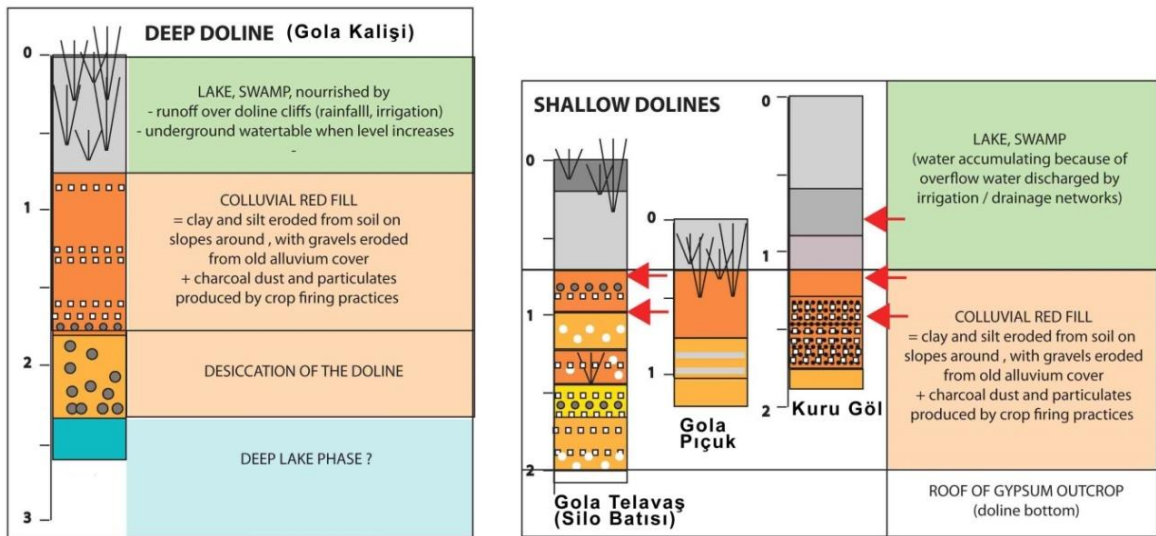 DEEP DOLINE (Gola Kalişi)
0
1
2
3
LAKE, SWAMP, nourished by
- runoff over doline cliffs (rainfalll, irrigation)
- underground watertable when level increases
-
COLLUVIAL RED FILL
= clay and silt eroded from soil on
slopes around , with gravels eroded
from old alluvium cover
+ charcoal dust and particulates
produced by crop firing practices
DESICCATION OF THE DOLINE
DEEP LAKE PHASE ?
SHALLOW DOLINES
0
1
2
Gola Telavaş
(Silo Batısı)
0
1
Gola
Pıçuk
0
1
2
Kuru Göl
LAKE, SWAMP
(water accumulating because of
overflow water discharged by
irrigation / drainage networks)
COLLUVIAL RED FILL
= clay and silt eroded from soil on
slopes around , with gravels eroded
from old alluvium cover
+ charcoal dust and particulates
produced by crop firing practices
ROOF OF GYPSUM OUTCROP
(doline bottom)